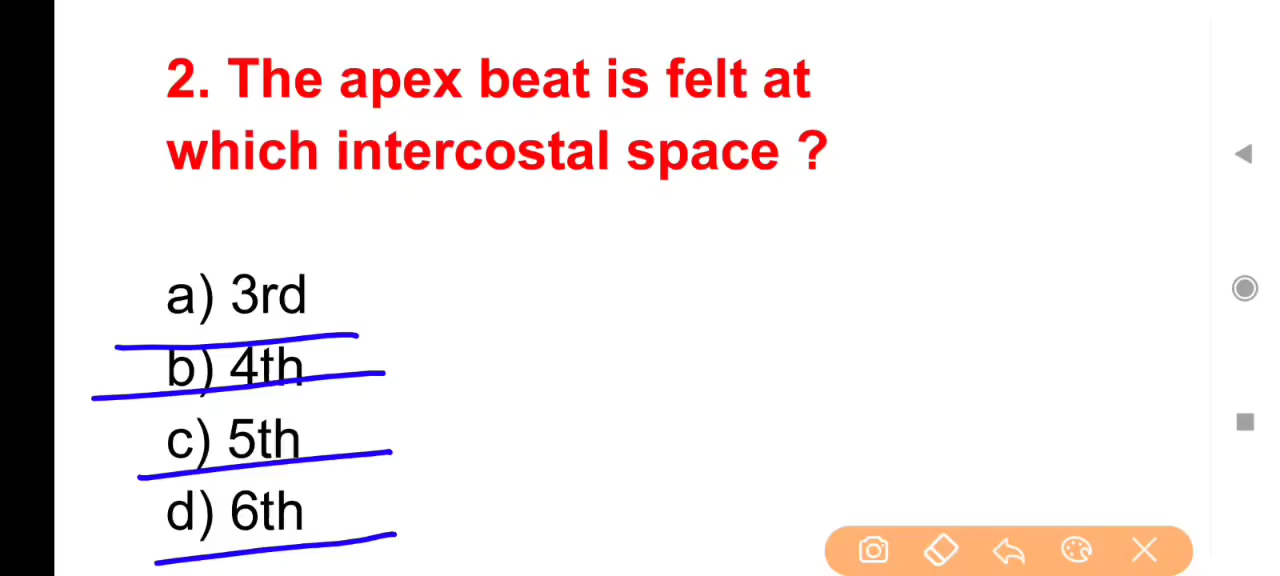 2. The apex beat is felt at
which intercostal space ?
a) 3rd
b) 4th
c) 5th
d) 6th